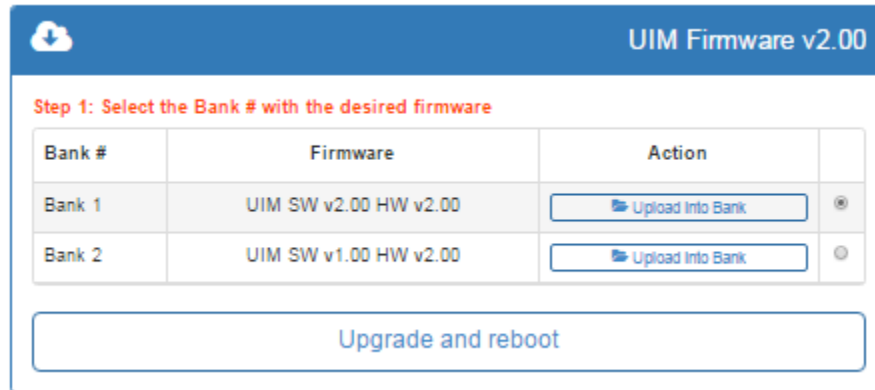 UIM Firmware v2.00
Step 1: Select the Bank # with the desired firmware
Bank # Firmware Action
Bank 1 UIM SW v2.00 HW v2.00 Upload Into Bank
Bank 2 UIM SW v1.00 HW v2.00 Upload Into Bank
Upgrade and reboot